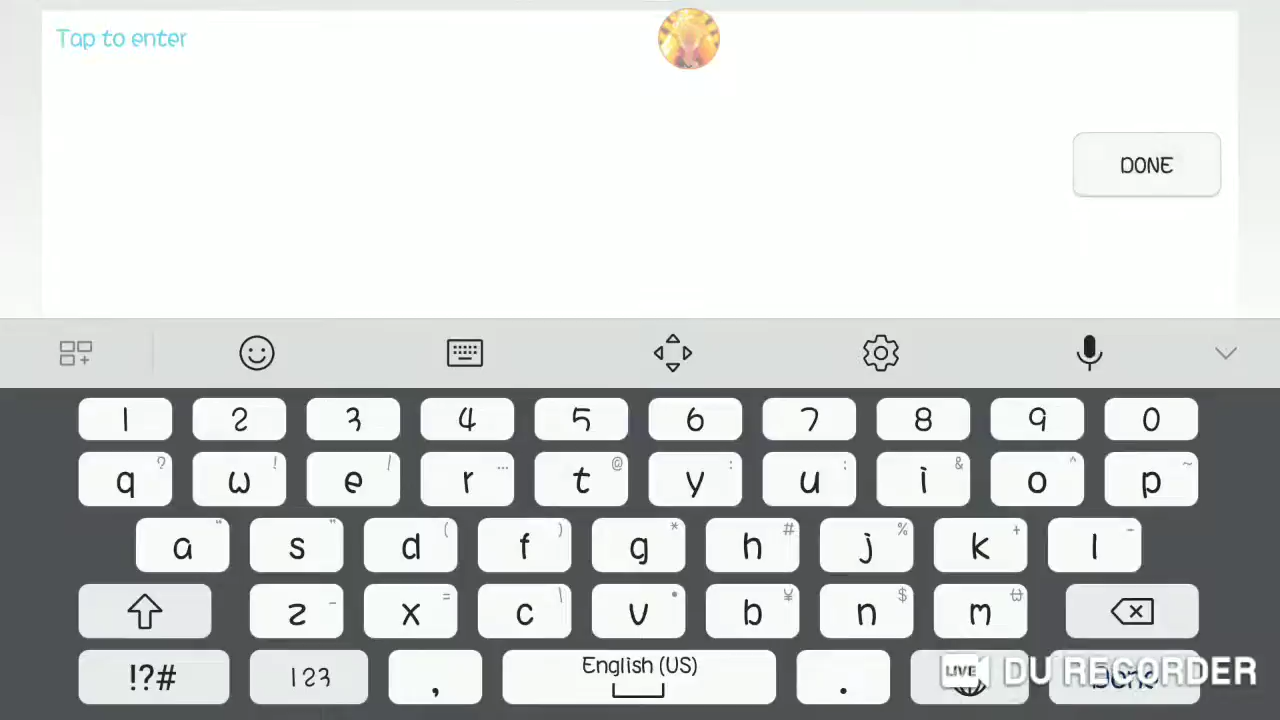 Tap to enter
DONE
1 2 3 4 5 6 7 8 9 0
q ? w ! e / r ... t @ y : u ; i & o ^ p ~
a " s " d ( f ) g * h # j % k + l -
z - x = c \ v • b ¥ n $ m ₩
!?# 123 , English (US) . Done
LIVE DU RECORDER